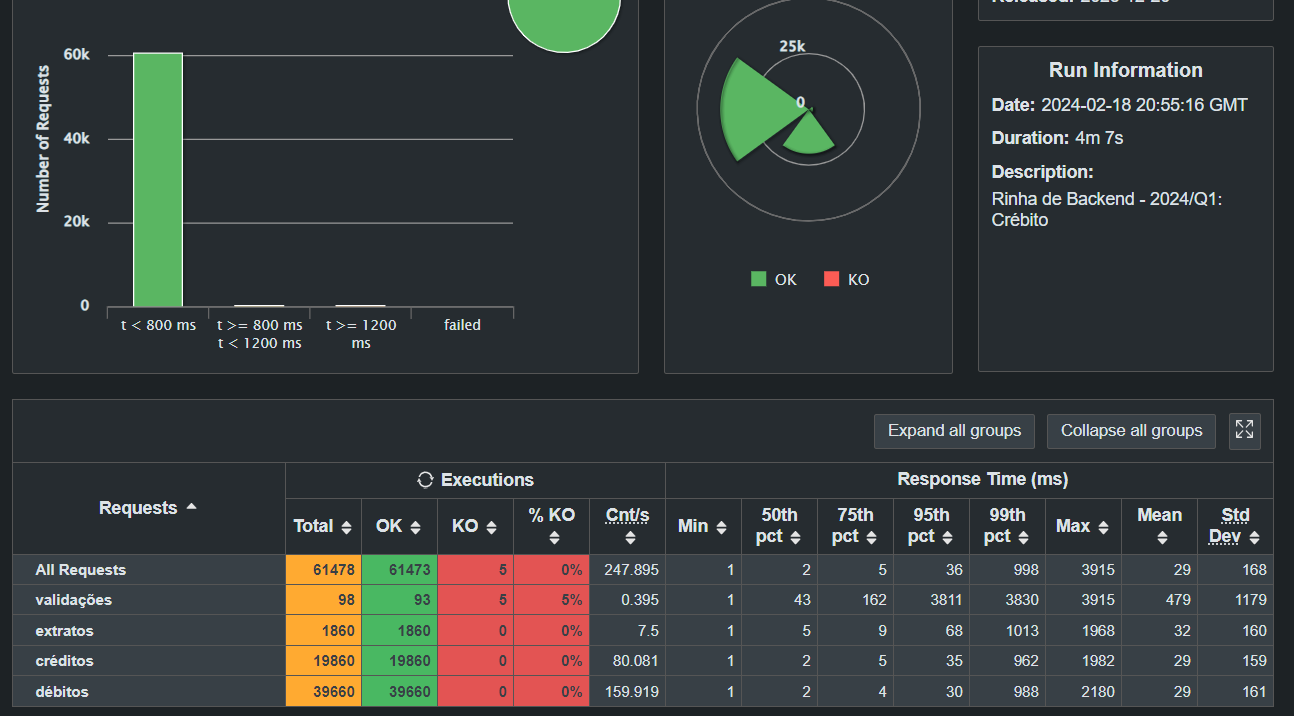 60k
40k
20k
0
Number of Requests
t < 800 ms
t >= 800 ms
t < 1200 ms
t >= 1200
ms
failed
25k
0
OK
KO
Run Information
Date: 2024-02-18 20:55:16 GMT
Duration: 4m 7s
Description:
Rinha de Backend - 2024/Q1:
Crébito
Expand all groups
Collapse all groups
Requests
Executions
Response Time (ms)
Total OK KO % KO Cnt/s Min 50th pct 75th pct 95th pct 99th pct Max Mean Std Dev
All Requests 61478 61473 5 0% 247.895 1 2 5 36 998 3915 29 168
validações 98 93 5 5% 0.395 1 43 162 3811 3830 3915 479 1179
extratos 1860 1860 0 0% 7.5 1 5 9 68 1013 1968 32 160
créditos 19860 19860 0 0% 80.081 1 2 5 35 962 1982 29 159
débitos 39660 39660 0 0% 159.919 1 2 4 30 988 2180 29 161